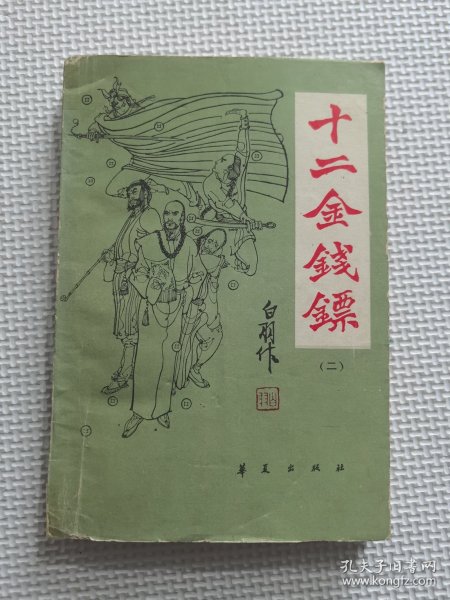 十二金錢鏢
（二）
白羽作
華夏出版社
孔夫子旧书网
www.kongfz.com